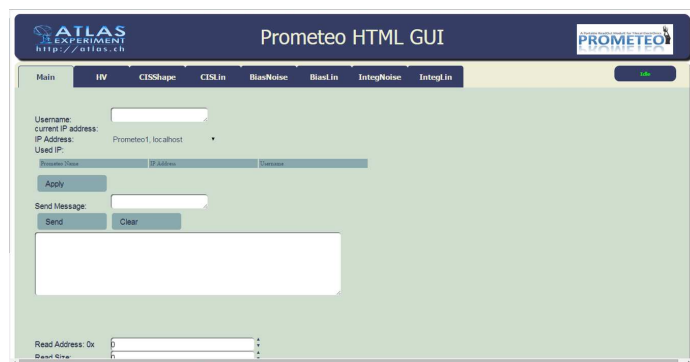 ATLAS
EXPERIMENT
http://atlas.ch
Prometeo HTML GUI
PROMETEO
Main HV CISShape CISLin BiasNoise BiasLin IntegNoise IntegLin
Idle
Username:
current IP address:
IP Address: Prometeo1, localhost
Used IP:
Prometeo Name IP Address Username
Apply
Send Message:
Send Clear
Read Address: 0x 0
Read Size: 0